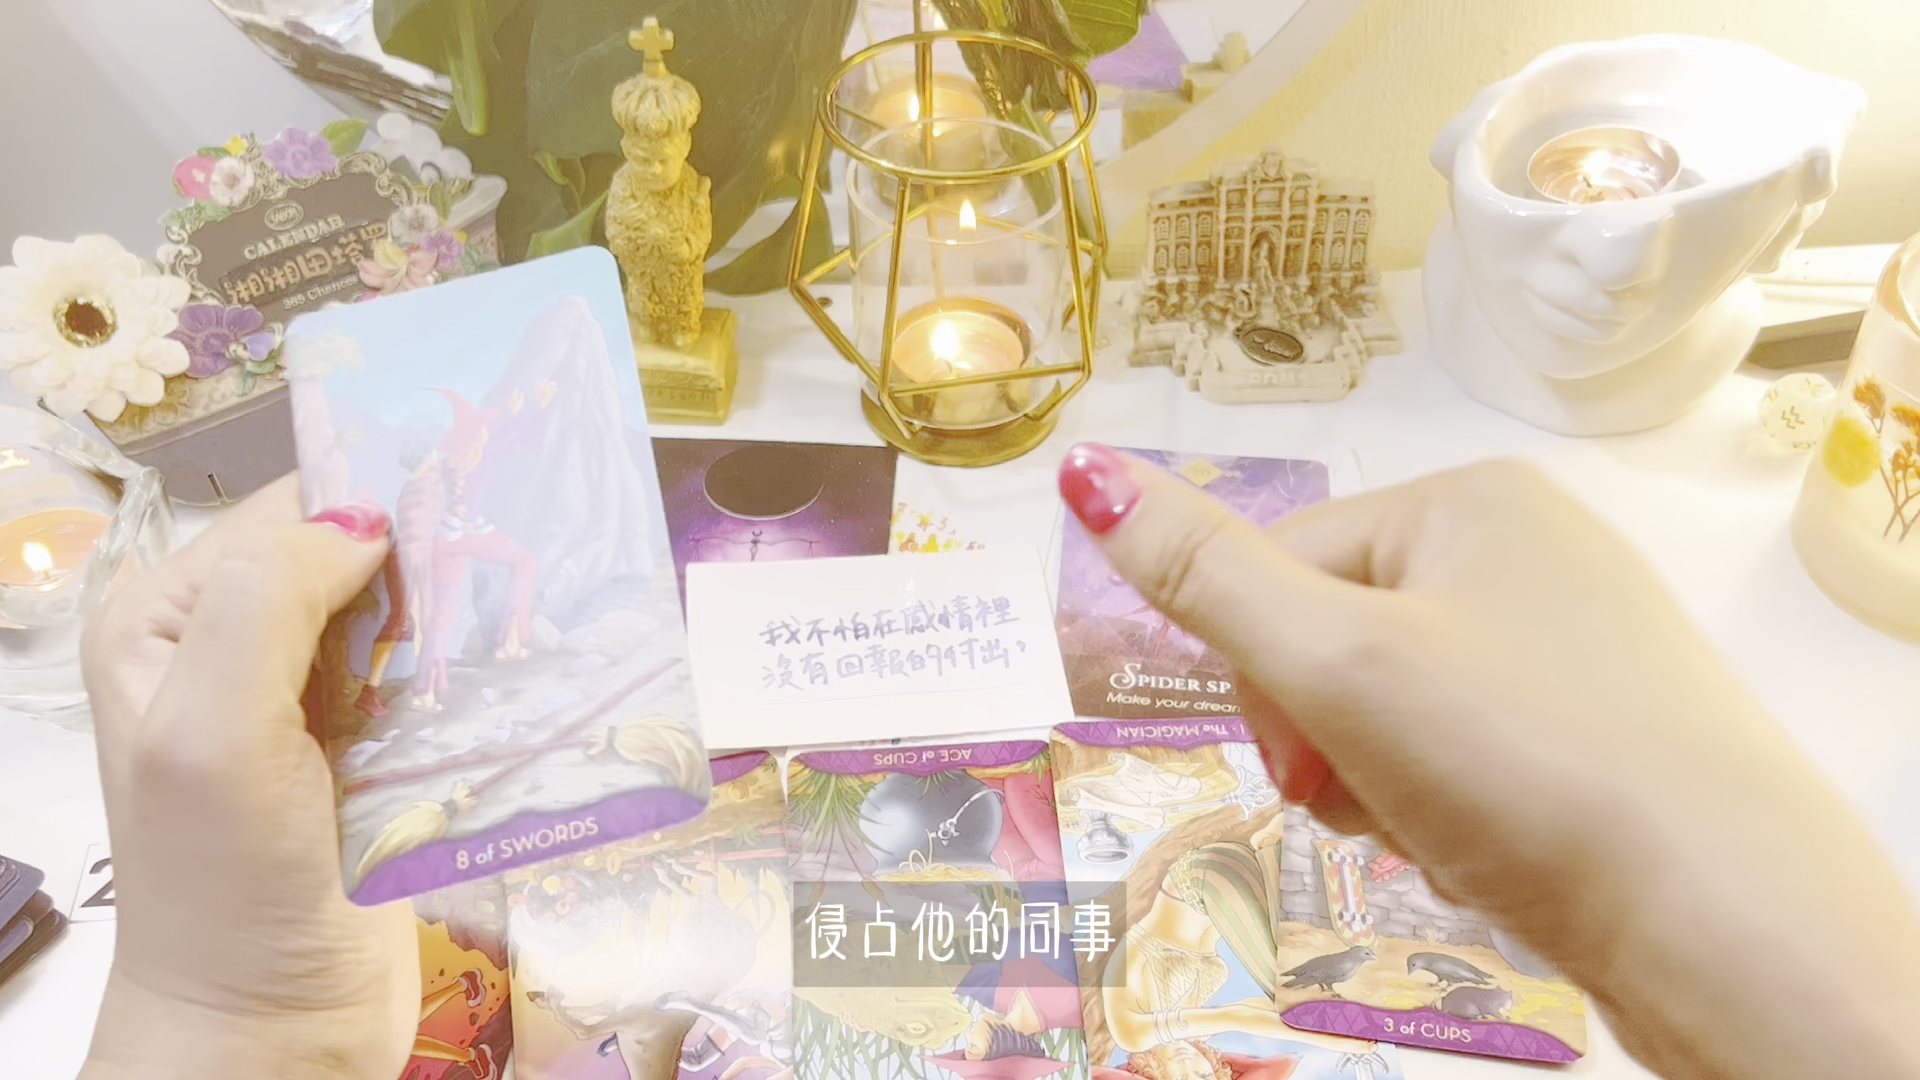 CALENDAR
湘湘田塔羅
365 Chances
我不怕在感情裡
沒有回報的付出,
SPIDER SP
Make your dream
8 of SWORDS
ACE of CUPS
I · The MAGICIAN
3 of CUPS
2
侵占他的同事